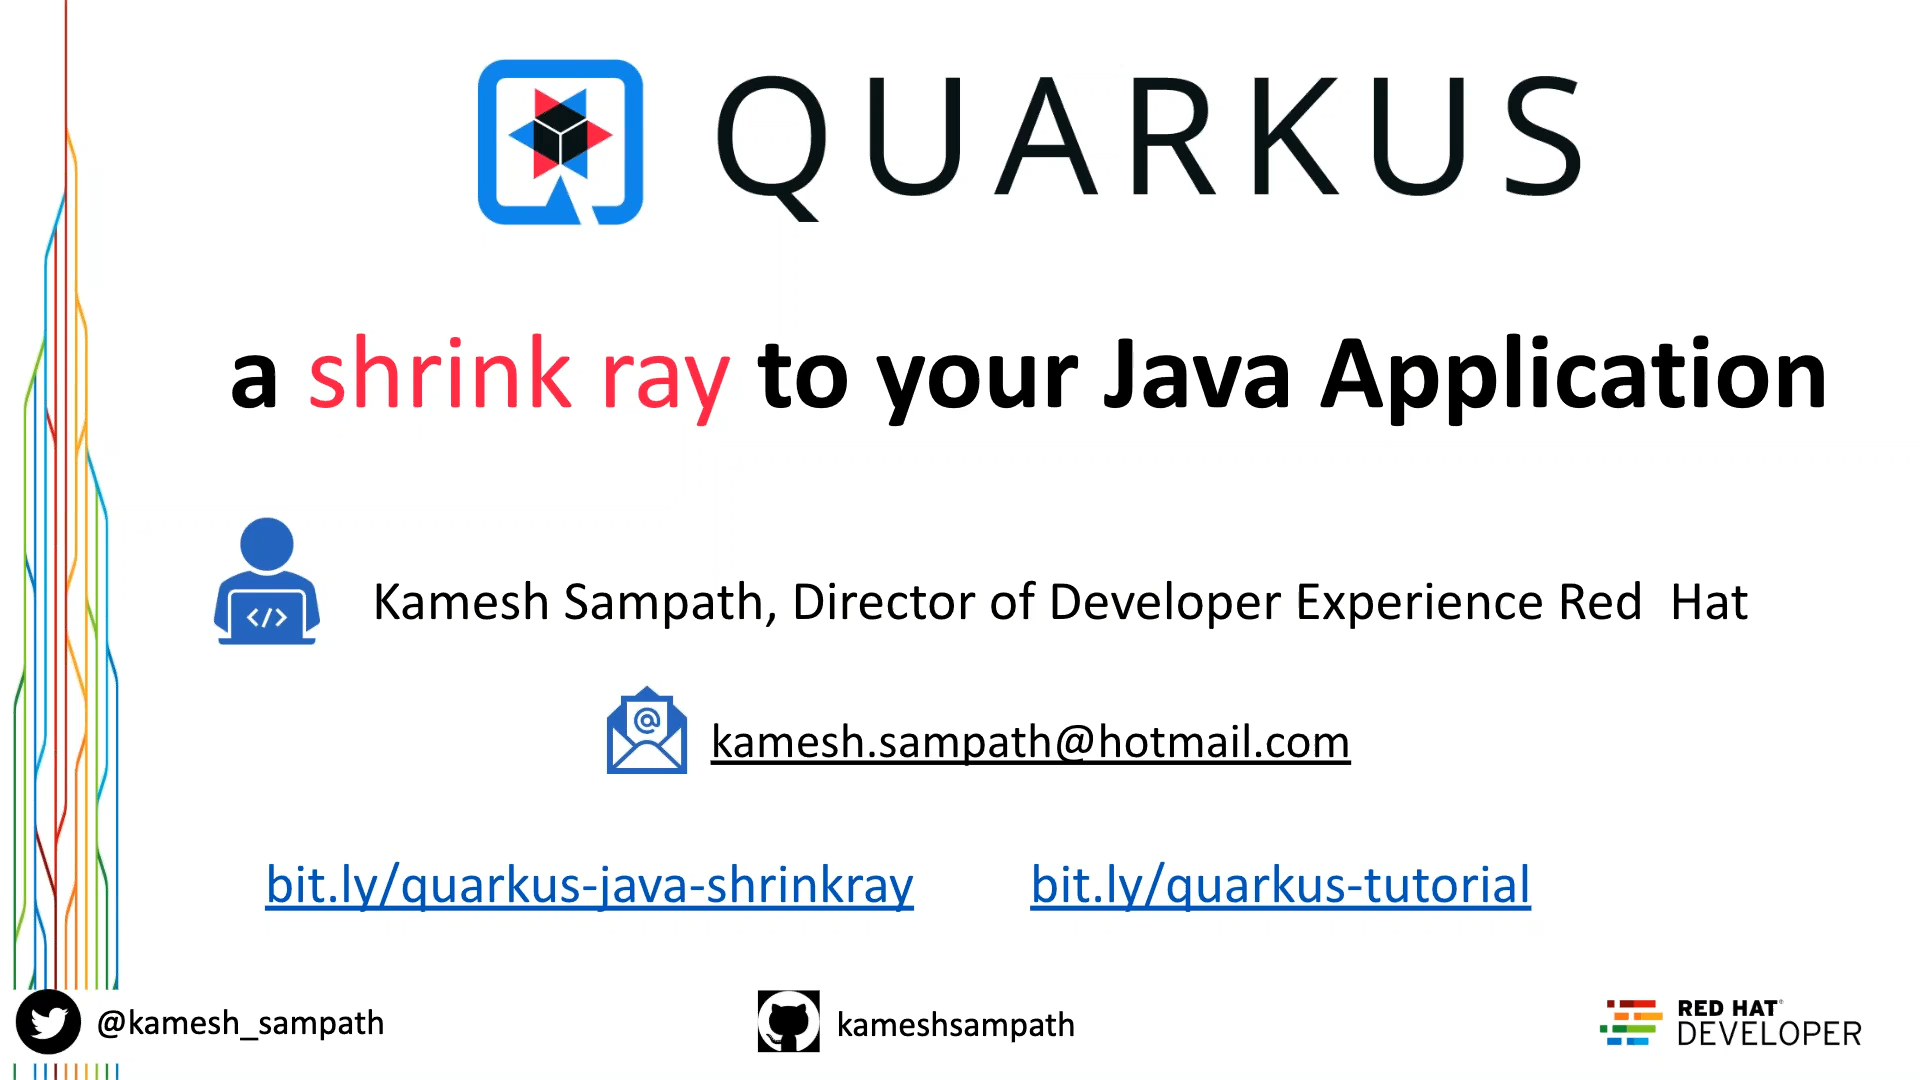 QUARKUS
a shrink ray to your Java Application
</>
Kamesh Sampath, Director of Developer Experience Red Hat
@
kamesh.sampath@hotmail.com
bit.ly/quarkus-java-shrinkray
bit.ly/quarkus-tutorial
@kamesh_sampath
kameshsampath
RED HAT®
DEVELOPER